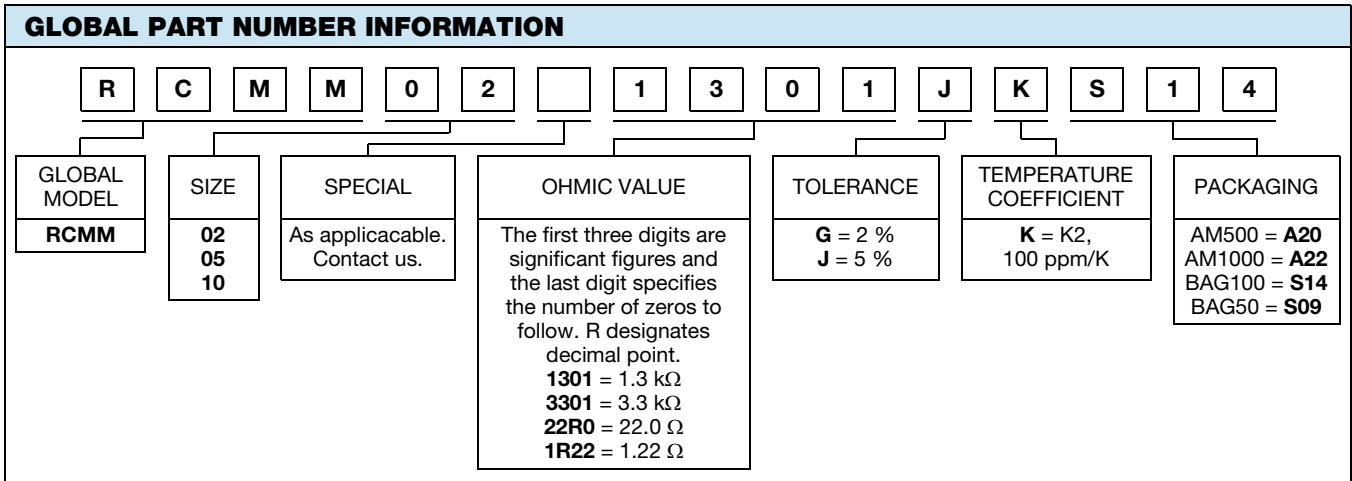 GLOBAL PART NUMBER INFORMATION
R C M M 0 2 1 3 0 1 J K S 1 4
GLOBAL
MODEL
RCMM
SIZE
02
05
10
SPECIAL
As applicacable.
Contact us.
OHMIC VALUE
The first three digits are
significant figures and
the last digit specifies
the number of zeros to
follow. R designates
decimal point.
1301 = 1.3 kΩ
3301 = 3.3 kΩ
22R0 = 22.0 Ω
1R22 = 1.22 Ω
TOLERANCE
G = 2 %
J = 5 %
TEMPERATURE
COEFFICIENT
K = K2,
100 ppm/K
PACKAGING
AM500 = A20
AM1000 = A22
BAG100 = S14
BAG50 = S09